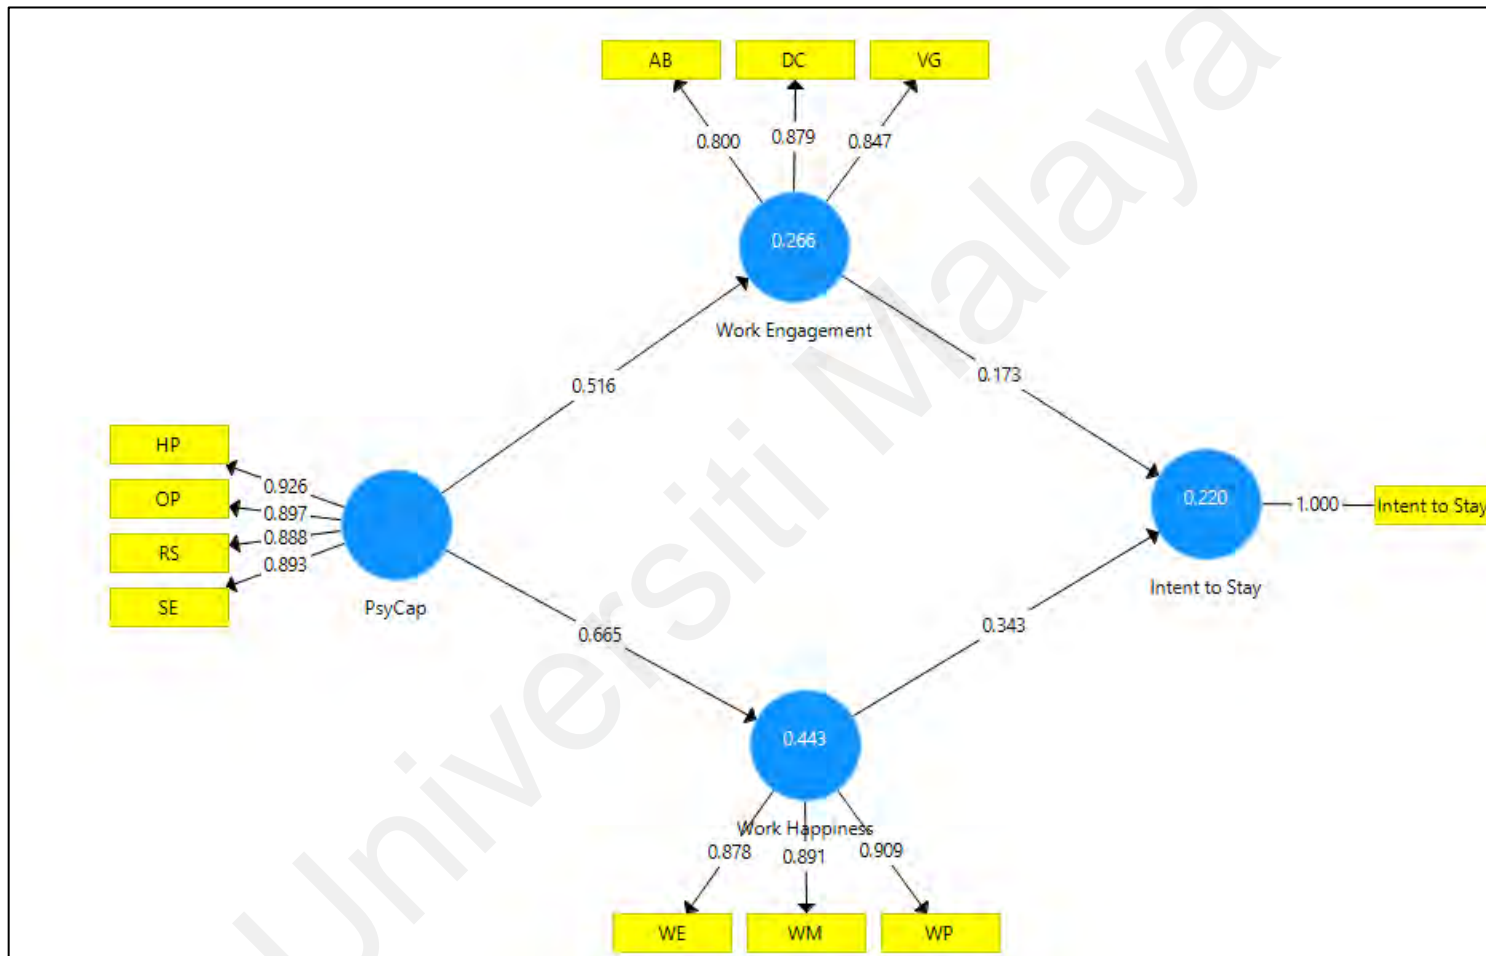 AB
DC
VG
0.800
0.879
0.847
0.266
Work Engagement
0.516
0.173
HP
OP
RS
SE
0.926
0.897
0.888
0.893
PsyCap
0.220
1.000
Intent to Stay
Intent to Stay
0.665
0.343
0.443
Work Happiness
0.878
0.891
0.909
WE
WM
WP
Universiti Malaya